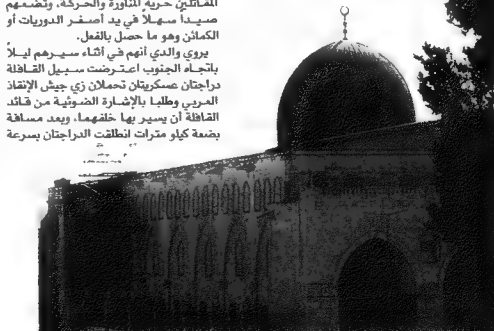 المقاتلين حرية المناورة والحركة، وتضعهم
صيدا سهلاً في يد أصغر الدوريات أو
الكمائن وهو ما حصل بالفعل.
يروي والدي أنهم في أثناء سيرهم ليلاً
باتجاه الجنوب اعترضت سبيل القافلة
دراجتان عسكريتان تحملان زي جيش الإنقاذ
العربي وطلبا بالإشارة الضوئية من قائد
القافلة أن يسير بها خلفهما، وبعد مسافة
بضعة كيلو مترات انطلقت الدراجتان بسرعة